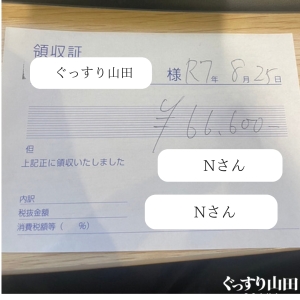 領収証
ぐっすり山田 様 R7年 8月25日
¥66,600-
但
上記正に領収いたしました
Nさん
内訳
税抜金額
Nさん
消費税額等（　%）
ぐっすり山田